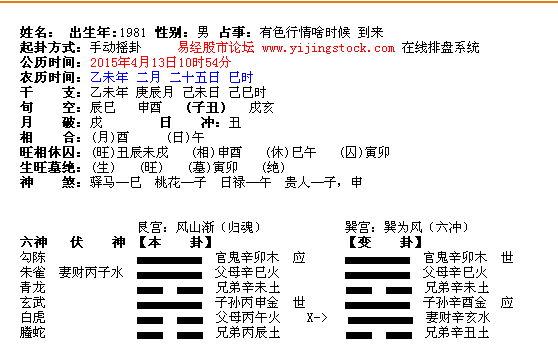 姓名： 出生年:1981 性别：男 占事：有色行情啥时候 到来
起卦方式：手动摇卦 易经股市论坛 www.yijingstock.com 在线排盘系统
公历时间：2015年4月13日10时54分
农历时间：乙未年 二月 二十五日 巳时
干 支：乙未年 庚辰月 己未日 己巳时
旬 空：辰巳 申酉 (子丑) 戌亥
月 破：戌 日 冲：丑
相 合：(月)酉 (日)午
旺相休囚：(旺)丑辰未戌 (相)申酉 (休)巳午 (囚)寅卯
生旺墓绝：(生) (旺) (墓)寅卯 (绝)
神 煞：驿马—巳 桃花—子 日禄—午 贵人—子，申
艮宫：风山渐（归魂） 巽宫：巽为风（六冲）
六神 伏 神 【本 卦】 【变 卦】
勾陈 官鬼辛卯木 应 官鬼辛卯木 世
朱雀 妻财丙子水 父母辛巳火 父母辛巳火
青龙 兄弟辛未土 兄弟辛未土
玄武 子孙丙申金 世 子孙辛酉金 应
白虎 父母丙午火 X-> 妻财辛亥水
螣蛇 兄弟丙辰土 兄弟辛丑土